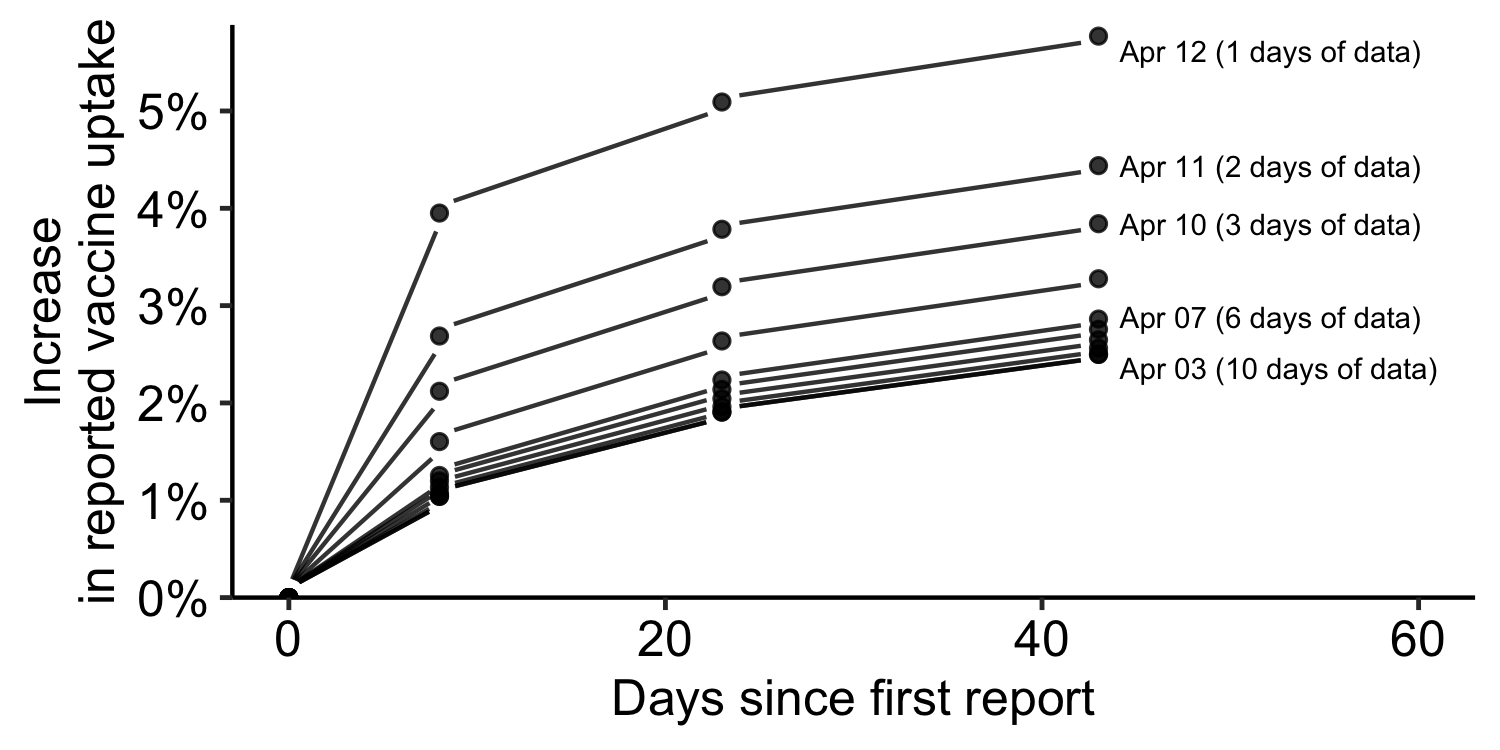 Increase
in reported vaccine uptake
5%
4%
3%
2%
1%
0%
Apr 12 (1 days of data)
Apr 11 (2 days of data)
Apr 10 (3 days of data)
Apr 07 (6 days of data)
Apr 03 (10 days of data)
0 20 40 60
Days since first report